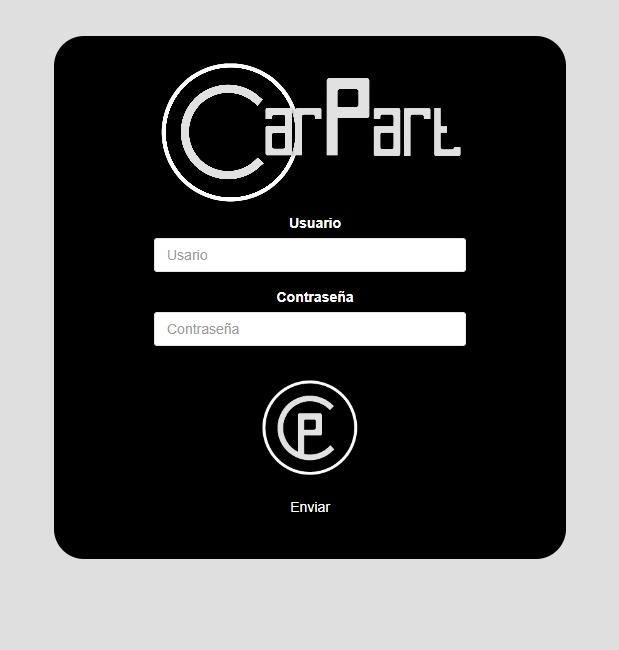 CarPart
Usuario
Usario
Contraseña
Contraseña
CP
Enviar